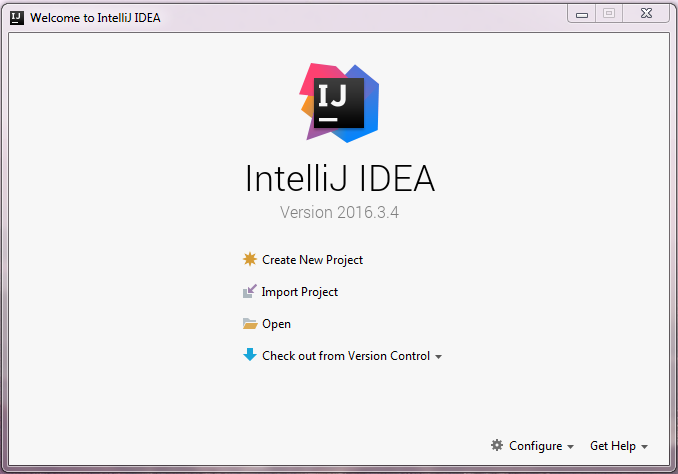 Welcome to IntelliJ IDEA
IJ
IntelliJ IDEA
Version 2016.3.4
Create New Project
Import Project
Open
Check out from Version Control
Configure Get Help